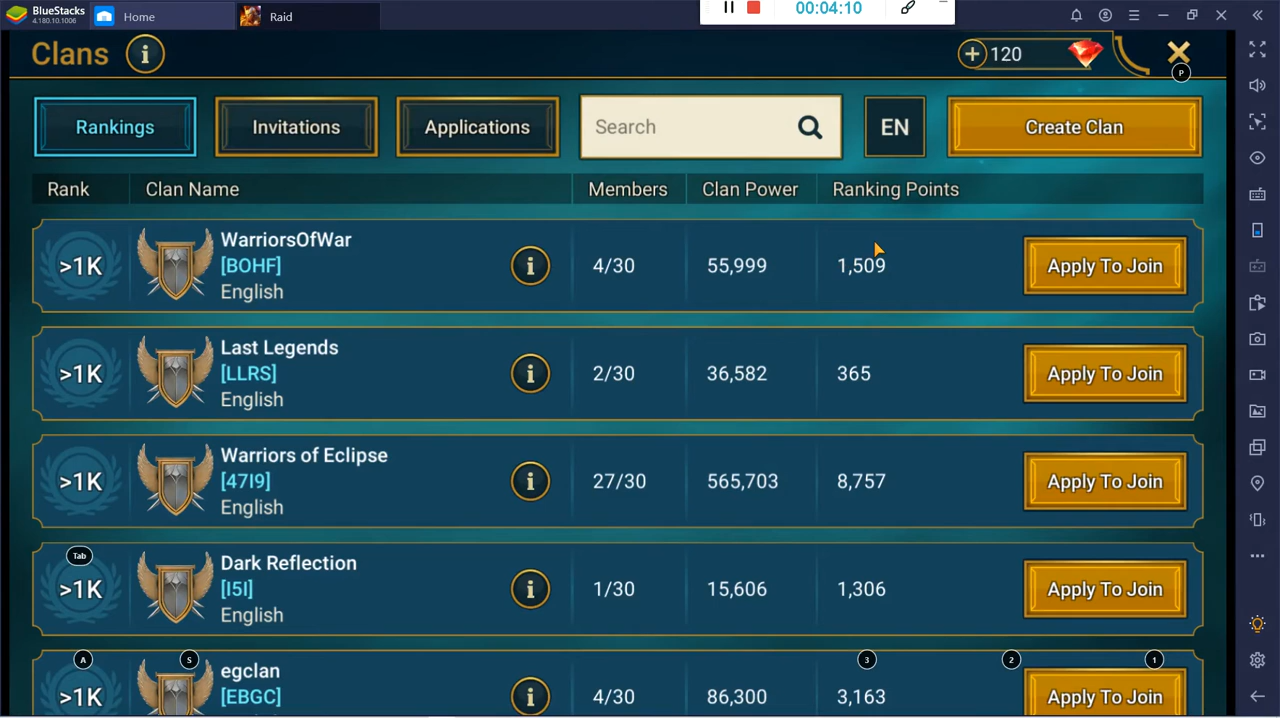 BlueStacks
4.180.10.1006
Home
Raid
00:04:10
Clans
i
120
P
Rankings
Invitations
Applications
Search
EN
Create Clan
Rank Clan Name Members Clan Power Ranking Points
>1K
WarriorsOfWar
[BOHF]
English
i
4/30
55,999
1,509
Apply To Join
>1K
Last Legends
[LLRS]
English
i
2/30
36,582
365
Apply To Join
>1K
Warriors of Eclipse
[47I9]
English
i
27/30
565,703
8,757
Apply To Join
Tab
>1K
Dark Reflection
[I5I]
English
i
1/30
15,606
1,306
Apply To Join
A
S
3
2
1
>1K
egclan
[EBGC]
i
4/30
86,300
3,163
Apply To Join